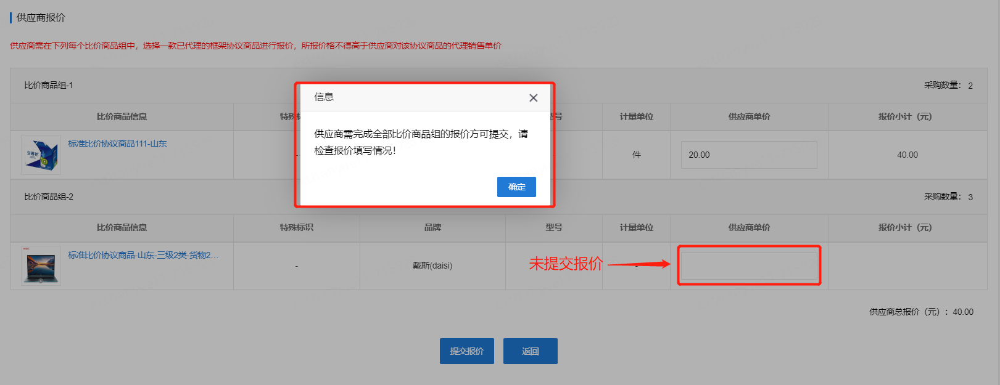 供应商报价
供应商需在下列每个比价商品组中，选择一款已代理的框架协议商品进行报价，所报价格不得高于供应商对该协议商品的代理销售单价
比价商品组-1
采购数量： 2
比价商品信息
特殊
号
计量单位
供应商单价
报价小计（元）
标准比价协议商品111-山东
-
件
20.00
40.00
信息
供应商需完成全部比价商品组的报价方可提交，请
检查报价填写情况！
确定
比价商品组-2
采购数量： 3
比价商品信息
特殊标识
品牌
型号
计量单位
供应商单价
报价小计（元）
标准比价协议商品-山东-三级2类-货物2...
-
戴斯(daisi)
未提交报价
供应商总报价（元）： 40.00
提交报价
返回